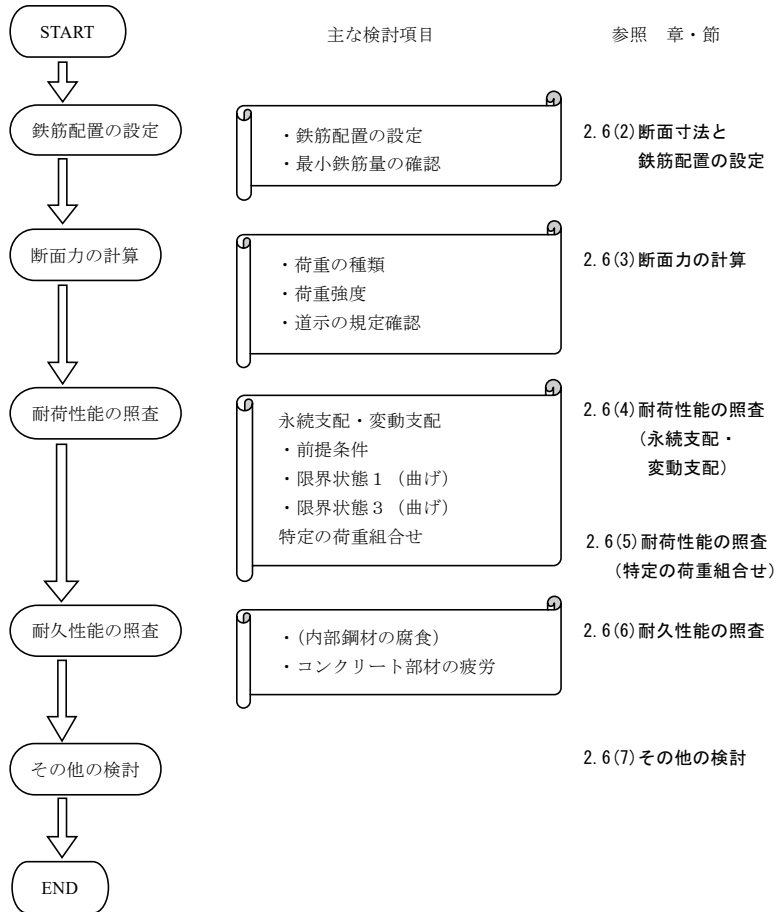 START
主な検討項目
参照　章・節
鉄筋配置の設定
・鉄筋配置の設定
・最小鉄筋量の確認
2.6(2)断面寸法と
鉄筋配置の設定
断面力の計算
・荷重の種類
・荷重強度
・道示の規定確認
2.6(3)断面力の計算
耐荷性能の照査
永続支配・変動支配
・前提条件
・限界状態１（曲げ）
・限界状態３（曲げ）
特定の荷重組合せ
2.6(4)耐荷性能の照査
（永続支配・
変動支配）
2.6(5)耐荷性能の照査
（特定の荷重組合せ）
耐久性能の照査
・(内部鋼材の腐食)
・コンクリート部材の疲労
2.6(6)耐久性能の照査
その他の検討
2.6(7)その他の検討
END